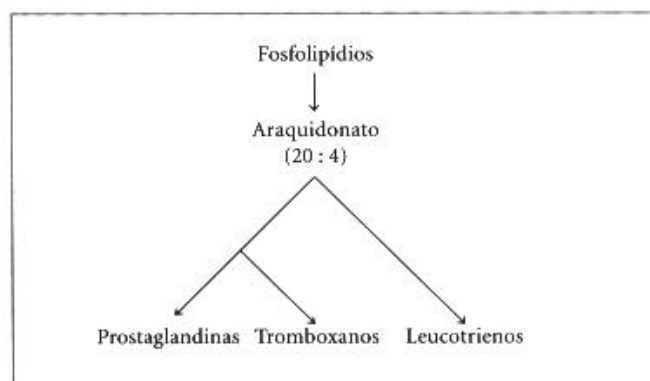 Fosfolipídios
Araquidonato
(20 : 4)
Prostaglandinas Tromboxanos Leucotrienos